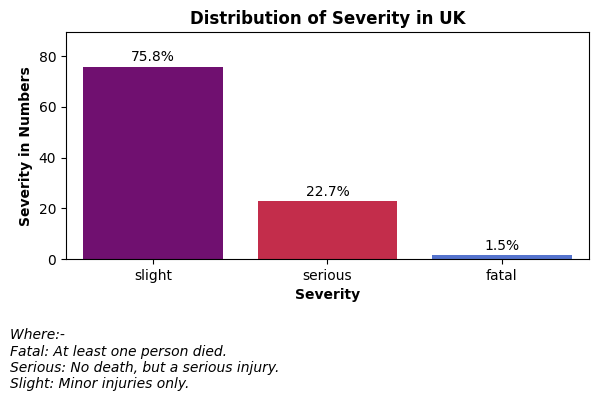 Distribution of Severity in UK
Severity in Numbers
80
60
40
20
0
75.8%
22.7%
1.5%
slight
serious
fatal
Severity
Where:-
Fatal: At least one person died.
Serious: No death, but a serious injury.
Slight: Minor injuries only.